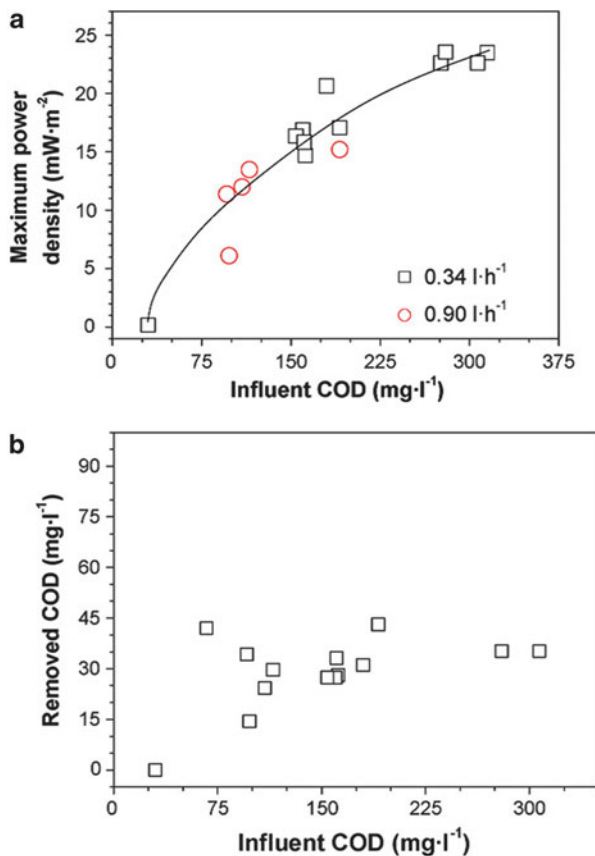 a
Maximum power
density (mW·m⁻²)
25
20
15
10
5
0
0.34 l·h⁻¹
0.90 l·h⁻¹
0 75 150 225 300 375
Influent COD (mg·l⁻¹)
b
Removed COD (mg·l⁻¹)
90
75
60
45
30
15
0
0 75 150 225 300
Influent COD (mg·l⁻¹)